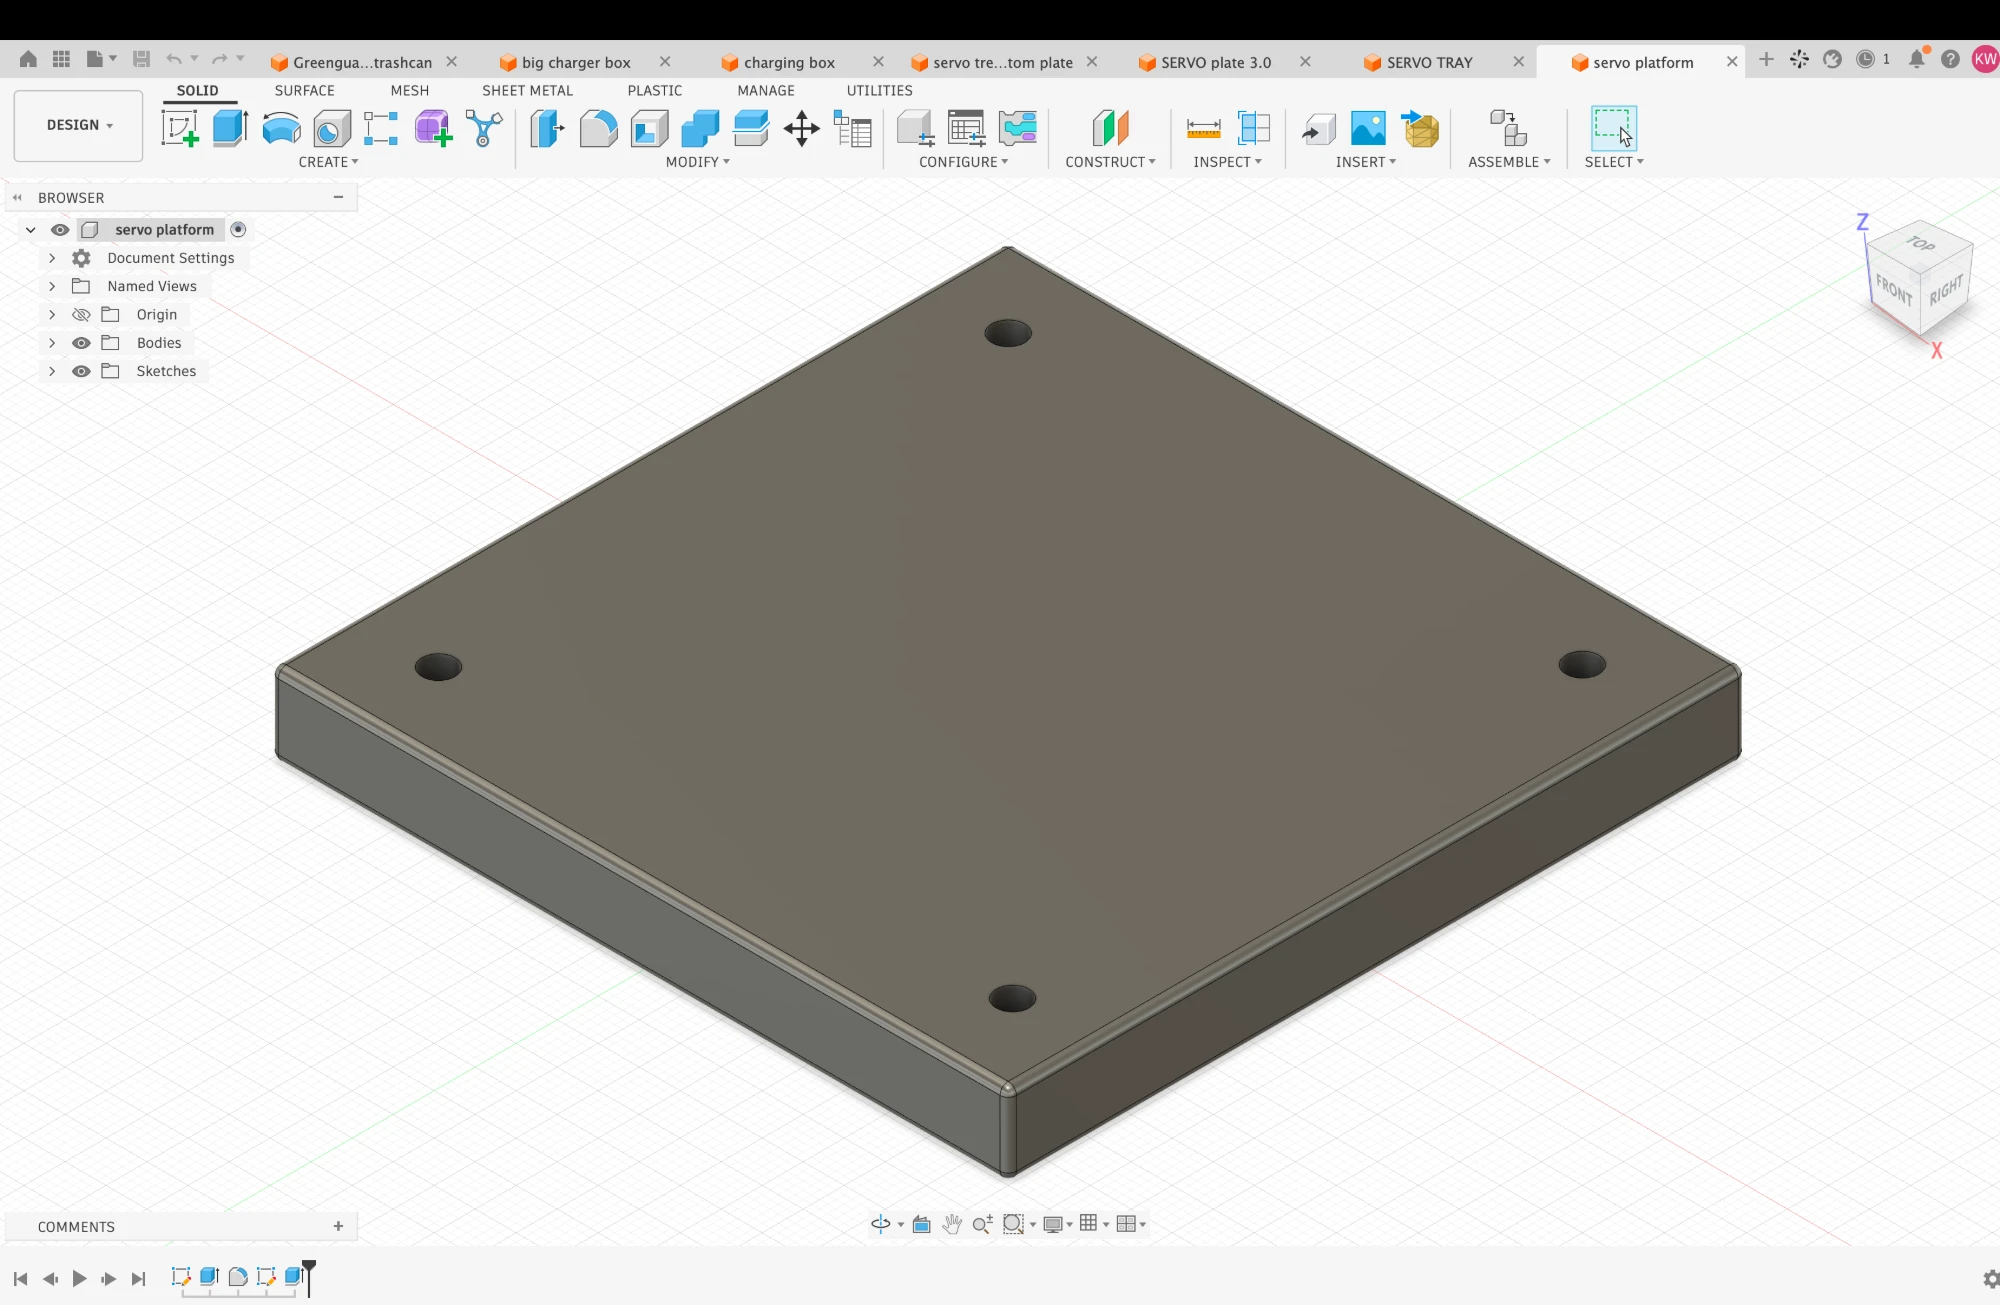 Greengua...trashcan
big charger box
charging box
servo tre...tom plate
SERVO plate 3.0
SERVO TRAY
servo platform
1
KW
DESIGN
SOLID
SURFACE
MESH
SHEET METAL
PLASTIC
MANAGE
UTILITIES
CREATE
MODIFY
CONFIGURE
CONSTRUCT
INSPECT
INSERT
ASSEMBLE
SELECT
BROWSER
servo platform
Document Settings
Named Views
Origin
Bodies
Sketches
Z
TOP
FRONT
RIGHT
X
COMMENTS